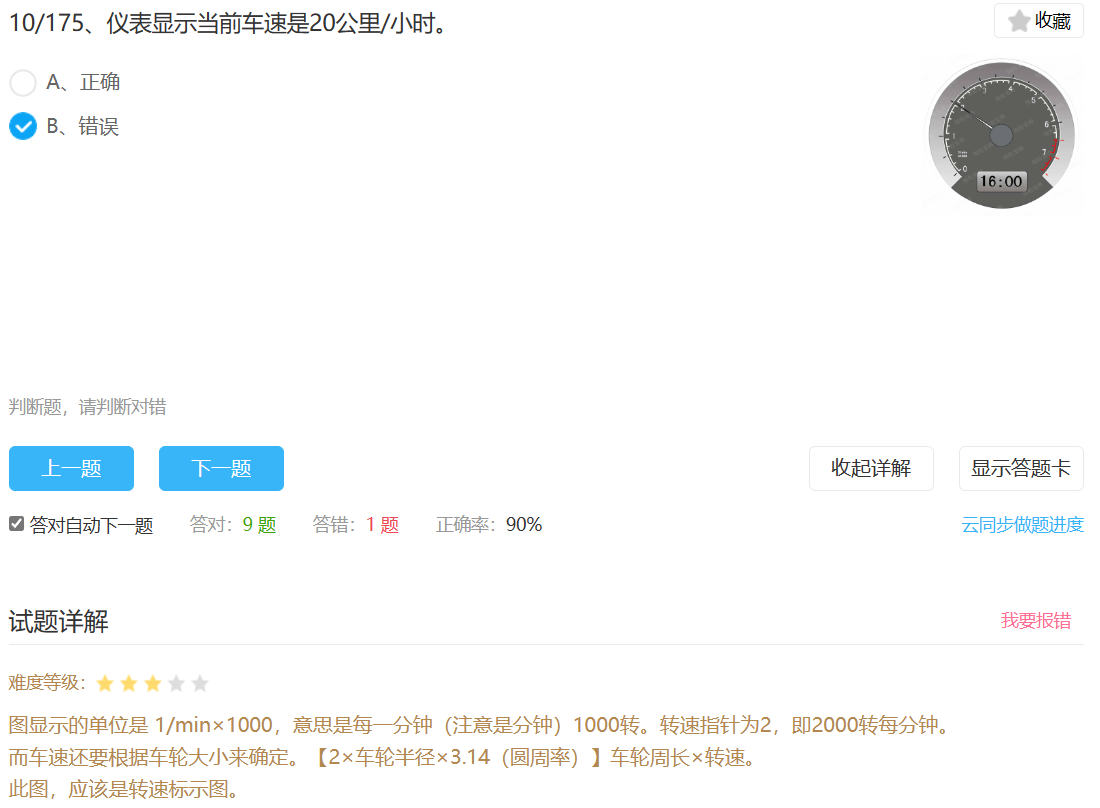 10/175、仪表显示当前车速是20公里/小时。
收藏
A、正确
B、错误
1
2
3
4
5
6
7
0
16:00
判断题，请判断对错
上一题 下一题 收起详解 显示答题卡
答对自动下一题 答对：9 题 答错：1 题 正确率：90% 云同步做题进度
试题详解 我要报错
难度等级：
图显示的单位是 1/min×1000，意思是每一分钟（注意是分钟）1000转。转速指针为2，即2000转每分钟。
而车速还要根据车轮大小来确定。【2×车轮半径×3.14（圆周率）】车轮周长×转速。
此图，应该是转速标示图。